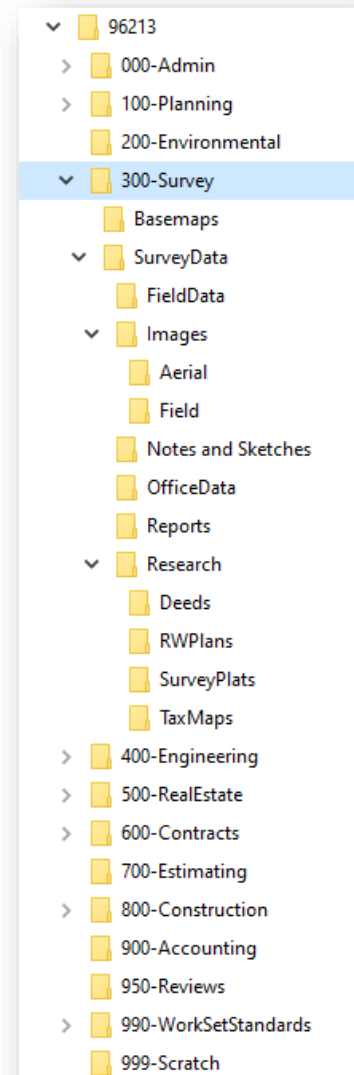 96213
000-Admin
100-Planning
200-Environmental
300-Survey
Basemaps
SurveyData
FieldData
Images
Aerial
Field
Notes and Sketches
OfficeData
Reports
Research
Deeds
RWPlans
SurveyPlats
TaxMaps
400-Engineering
500-RealEstate
600-Contracts
700-Estimating
800-Construction
900-Accounting
950-Reviews
990-WorkSetStandards
999-Scratch